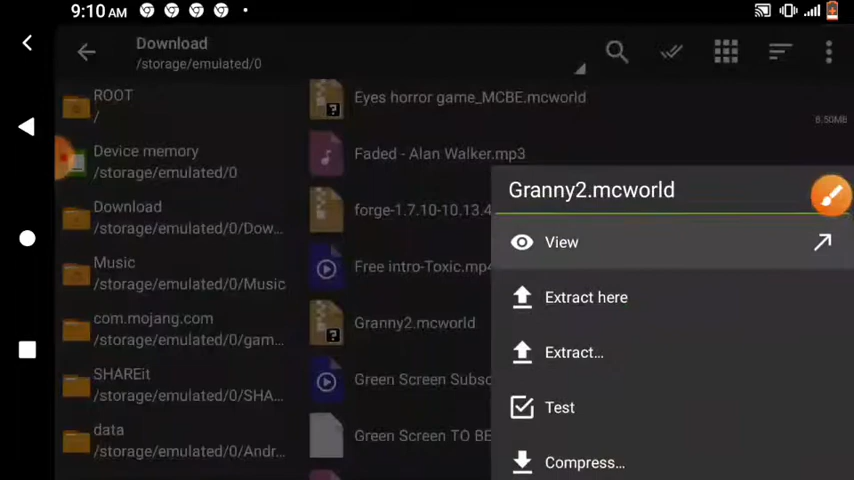 9:10 AM
Download
/storage/emulated/0
ROOT
/
Device memory
/storage/emulated/0
Download
/storage/emulated/0/Dow...
Music
/storage/emulated/0/Music
com.mojang.com
/storage/emulated/0/gam...
SHAREit
/storage/emulated/0/SHA...
data
/storage/emulated/0/Andr...
Eyes horror game_MCBE.mcworld
8.50MB
Faded - Alan Walker.mp3
forge-1.7.10-10.13.4
Free intro-Toxic.mp4
Granny2.mcworld
Green Screen Subsc
Green Screen TO BE
Granny2.mcworld
View
Extract here
Extract...
Test
Compress...